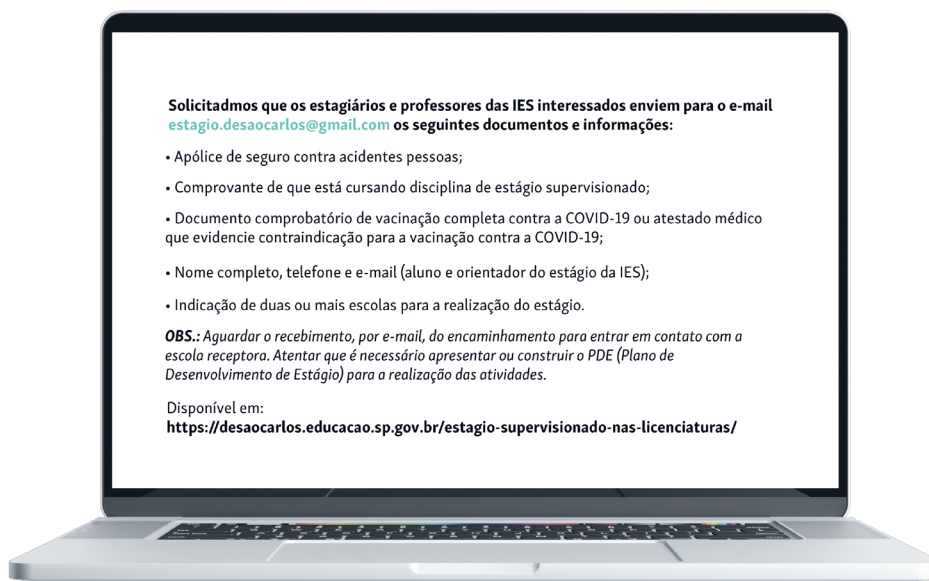 Solicitadmos que os estagiários e professores das IES interessados enviem para o e-mail
estagio.desaocarlos@gmail.com os seguintes documentos e informações:
• Apólice de seguro contra acidentes pessoas;
• Comprovante de que está cursando disciplina de estágio supervisionado;
• Documento comprobatório de vacinação completa contra a COVID-19 ou atestado médico
que evidencie contraindicação para a vacinação contra a COVID-19;
• Nome completo, telefone e e-mail (aluno e orientador do estágio da IES);
• Indicação de duas ou mais escolas para a realização do estágio.
OBS.: Aguardar o recebimento, por e-mail, do encaminhamento para entrar em contato com a
escola receptora. Atentar que é necessário apresentar ou construir o PDE (Plano de
Desenvolvimento de Estágio) para a realização das atividades.
Disponível em:
https://desaocarlos.educacao.sp.gov.br/estagio-supervisionado-nas-licenciaturas/